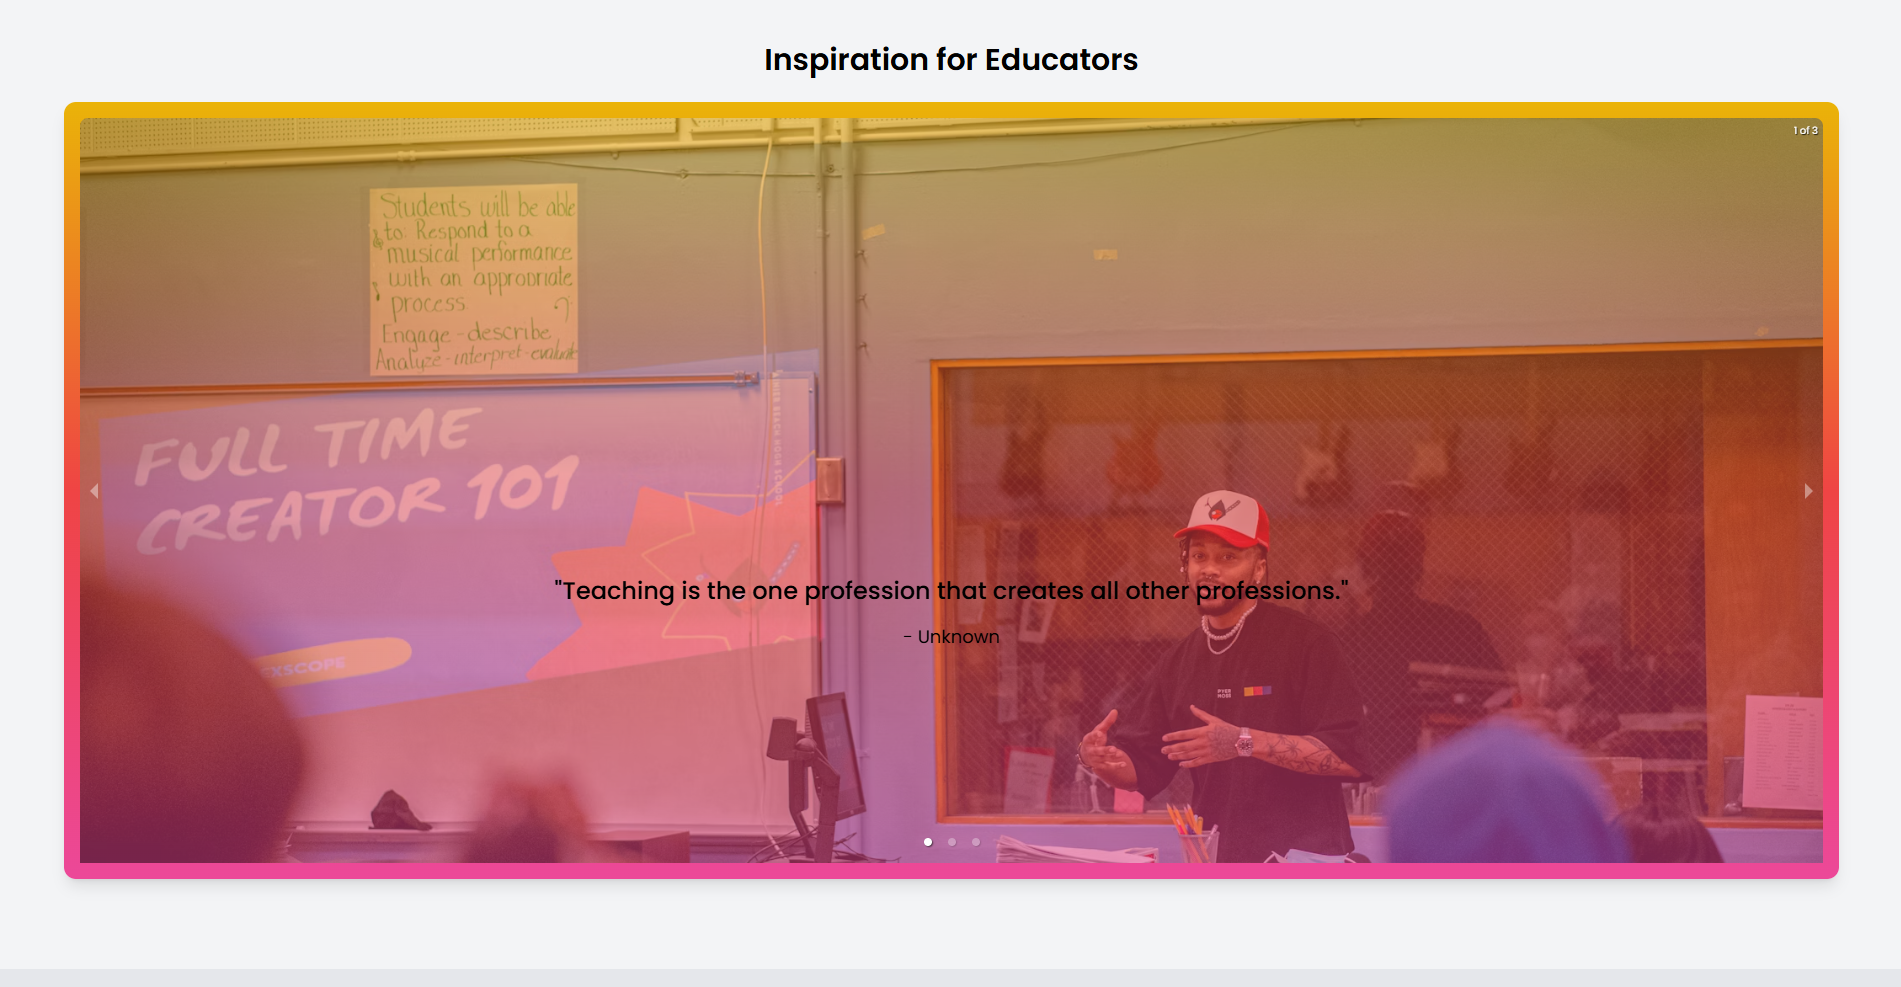 Inspiration for Educators
1 of 3
Students will be able
to: Respond to a
musical performance
with an appropriate
process.
Engage - describe
Analyze - interpret - evaluate
FULL TIME
CREATOR 101
"Teaching is the one profession that creates all other professions."
- Unknown